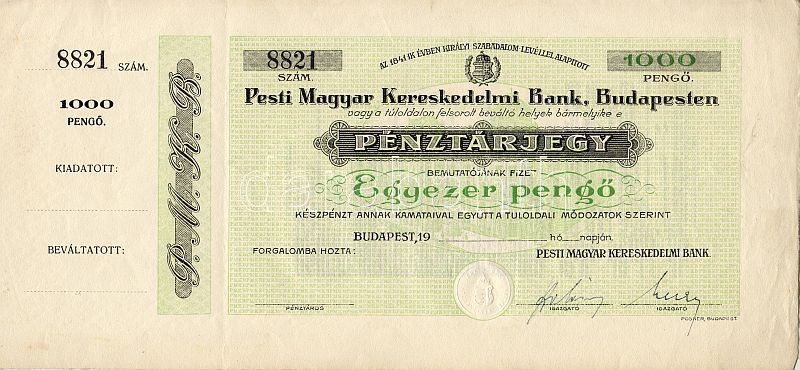 8821 SZÁM.
1000
PENGŐ.
KIADATOTT:
BEVÁLTATOTT:
P. M. K. B.
8821
SZÁM.
AZ 1841-IK ÉVBEN KIRÁLYI SZABADALOM-LEVÉLLEL ALAPITOTT
1000
PENGŐ.
Pesti Magyar Kereskedelmi Bank, Budapesten
vagy a túloldalon felsorolt beváltó helyek bármelyike e
PÉNZTÁRJEGY
BEMUTATÓJÁNAK FIZET
Egyezer pengő
KÉSZPÉNZT ANNAK KAMATAIVAL EGYÜTT A TÚLOLDALI MÓDOZATOK SZERINT
BUDAPEST, 19 hó napján.
FORGALOMBA HOZTA: PESTI MAGYAR KERESKEDELMI BANK.
PÉNZTÁROS IGAZGATÓ IGAZGATÓ
POSNER, BUDAPEST.